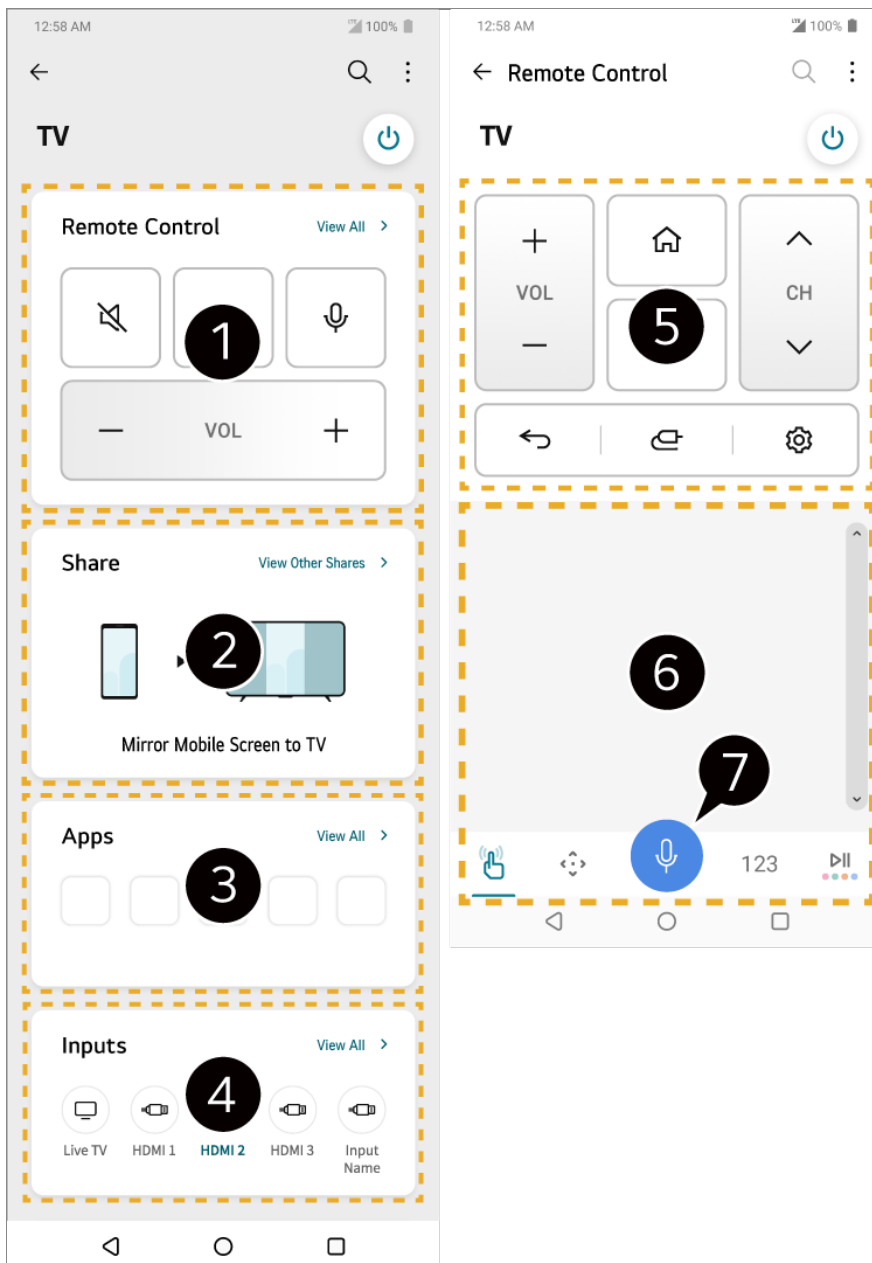 12:58 AM LTE 100%
TV
Remote Control View All >
1
— VOL +
Share View Other Shares >
2
Mirror Mobile Screen to TV
Apps View All >
3
Inputs View All >
4
Live TV HDMI 1 HDMI 2 HDMI 3 Input
Name
12:58 AM LTE 100%
Remote Control
TV
+
VOL CH
5
—
6
7
123